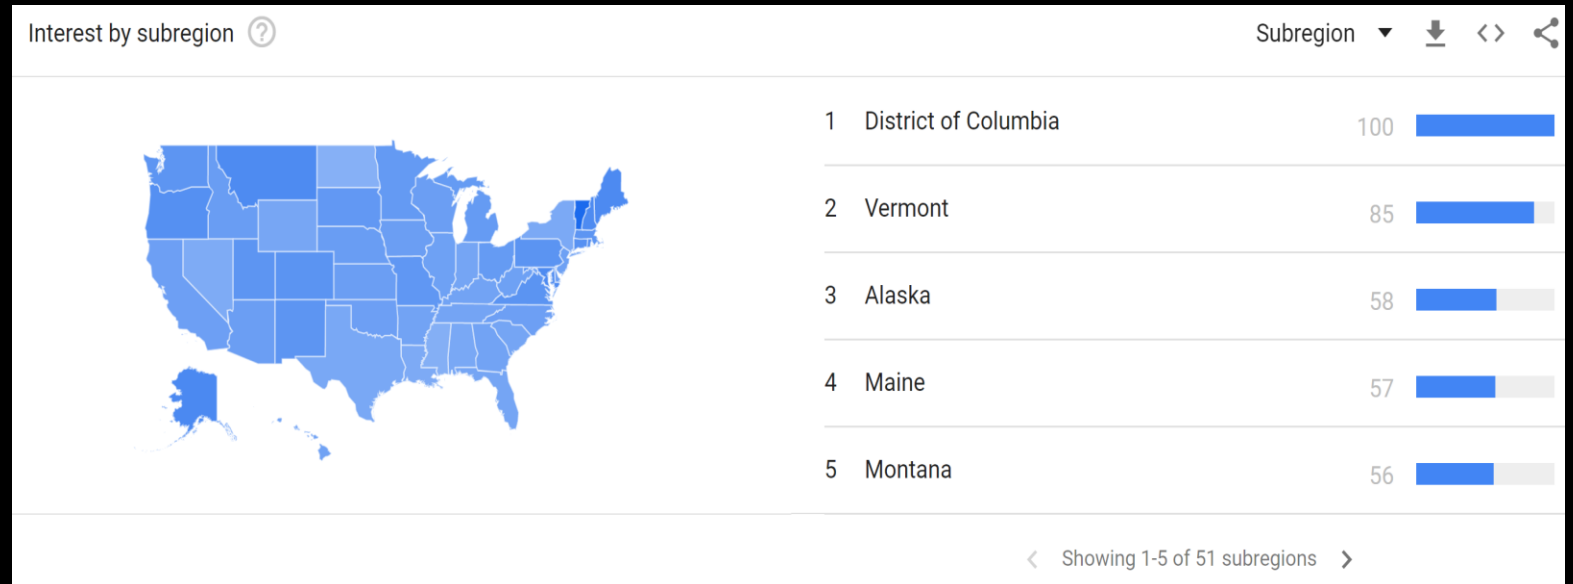 Interest by subregion ?
Subregion
1 District of Columbia 100
2 Vermont 85
3 Alaska 58
4 Maine 57
5 Montana 56
Showing 1-5 of 51 subregions